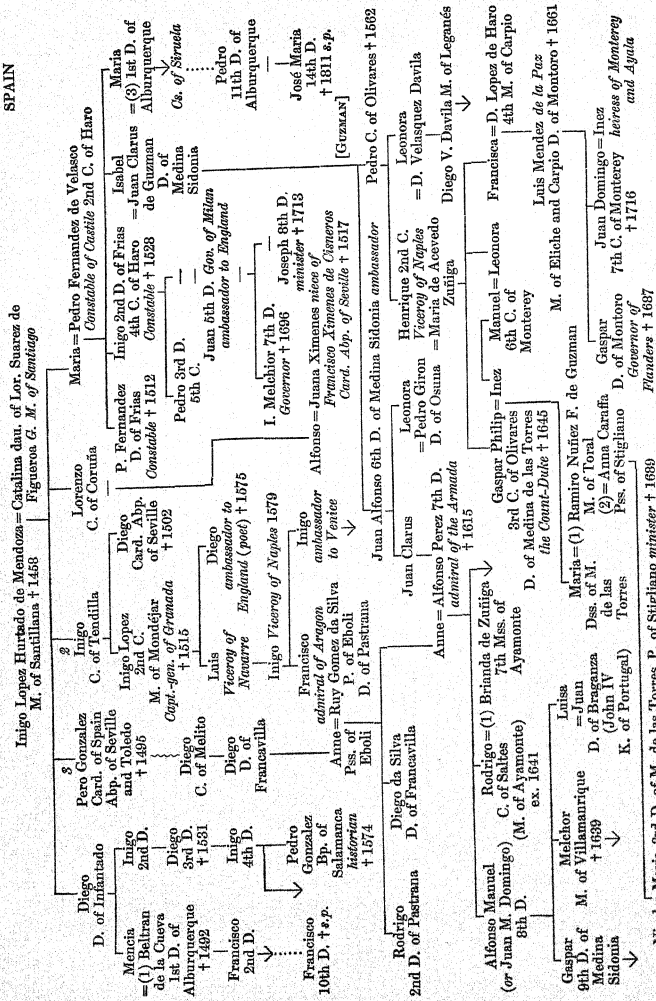 SPAIN
Inigo Lopez Hurtado de Mendoza = Catalina dau. of Lor. Suarez de
M. of Santillana † 1458
Figueroa G. M. of Santiago
Diego
D. of Infantado
3
Pero Gonzalez
Card. of Spain
Abp. of Seville
and Toledo
† 1495
2
Inigo
C. of Tendilla
Lorenzo
C. of Coruña
Maria = Pedro Fernandez de Velasco
Constable of Castile 2nd C. of Haro
Mencia
= (1) Beltran
de la Cueva
1st D. of
Alburquerque
† 1492
Inigo
2nd D.
Inigo Lopez
2nd C.
M. of Mondéjar
Capt.-gen. of Granada
† 1515
Diego
Card. Abp.
of Seville
† 1502
P. Fernandez
D. of Frias
Constable † 1512
Inigo 2nd D. of Frias
4th C. of Haro
Constable † 1528
Isabel
= Juan Clarus
de Guzman
D. of
Medina
Sidonia
Maria
= (3) 1st D. of
Alburquerque
Cs. of Siruela
Pedro
11th D. of
Alburquerque
José Maria
14th D.
† 1811 s.p.
Francisco
2nd D.
Francisco
10th D. † s.p.
Diego
3rd D.
† 1531
Inigo
4th D.
Pedro
Gonzalez
Bp. of
Salamanca
historian
† 1574
Diego
C. of Melito
Diego
D. of
Francavilla
Luis
Viceroy of
Navarre
Diego
ambassador to
England (poet) † 1575
Inigo Viceroy of Naples 1579
Francisco
admiral of Aragon
Inigo
ambassador
to Venice
Pedro 3rd D.
5th C.
Juan 6th D. Gov. of Milan
ambassador to England
I. Melchior 7th D.
Governor † 1696
Joseph 8th D.
minister † 1713
Alfonso = Juana Ximenes niece of
Francisco Ximenes de Cisneros
Card. Abp. of Seville † 1517
[GUZMAN]
Anne = Ruy Gomez da Silva
Pss. of
Eboli
P. of Eboli
D. of Pastrana
Juan Alfonso 6th D. of Medina Sidonia ambassador
Pedro C. of Olivares † 1562
Rodrigo
2nd D. of Pastrana
Diego da Silva
D. of Francavilla
Juan Clarus
Leonora
= Pedro Giron
D. of Osuna
Henrique 2nd C.
Viceroy of Naples
= Maria de Acevedo
Zuñiga
Leonora
= D. Velasquez Davila
Diego V. Davila M. of Leganés
Anne = Alfonso Perez 7th D.
admiral of the Armada
† 1615
Alfonso Manuel
(or Juan M. Domingo)
8th D.
Rodrigo = (1) Brianda de Zuñiga
C. of Saltes
(M. of Ayamonte)
ex. 1641
7th Mss. of
Ayamonte
Gaspar Philip = Inez
3rd C. of Olivares
D. of Medina de las Torres
the Count-Duke † 1645
Manuel = Leonora
6th C. of
Monterey
Francisca = D. Lopez de Haro
4th M. of Carpio
Gaspar
9th D. of
Medina
Sidonia
Melchor
M. of Villamanrique
† 1639
Luisa
= Juan
D. of Braganza
(John IV
K. of Portugal)
Maria = (1) Ramiro Nuñez F. de Guzman
Dss. of M.
de las
Torres
M. of Toral
(2) = Anna Caraffa
Pss. of Stigliano
Luis Mendez de la Paz
M. of Eliche and Carpio D. of Montoro † 1661
Gaspar
D. of Montoro
Governor of
Flanders † 1687
Juan Domingo = Inez
7th C. of Monterey
† 1716
heiress of Monterey
and Ayala
Maria 3rd D. of M. de las Torres, P. of Stigliano minister † 1689